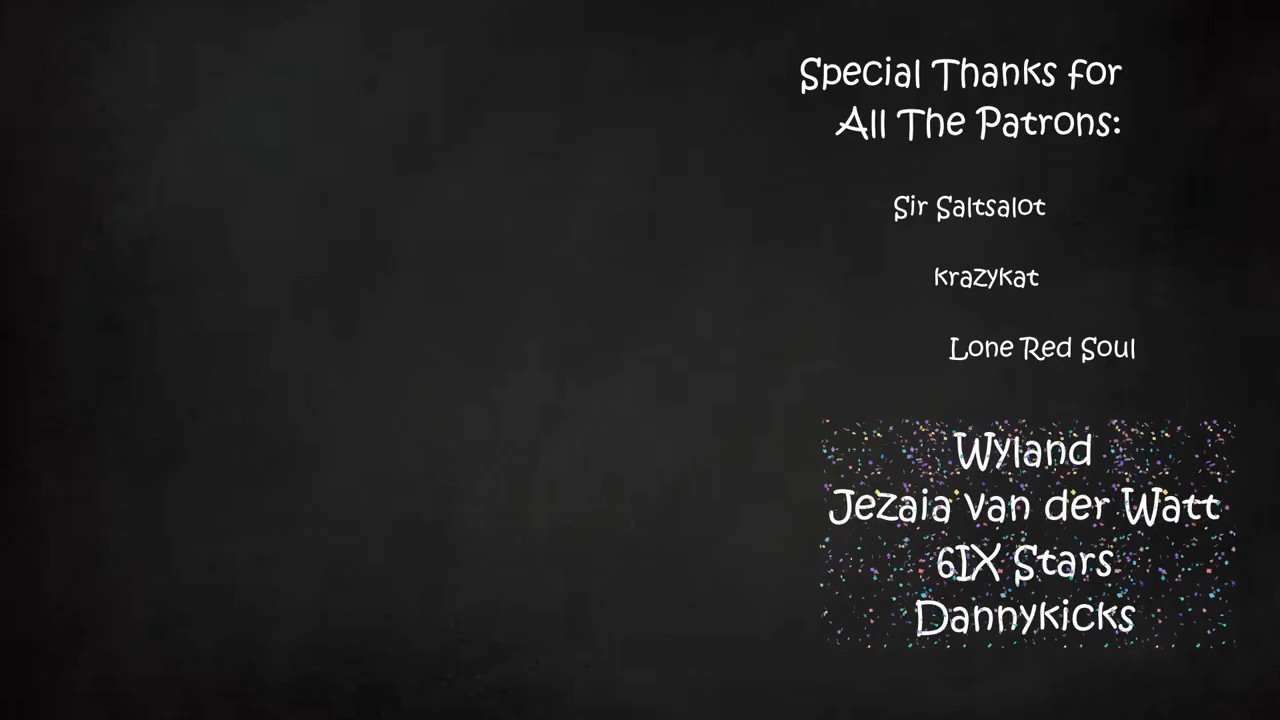 Special Thanks for
All The Patrons:
Sir Saltsalot
krazykat
Lone Red Soul
Wyland
Jezaia van der Watt
6IX Stars
Dannykicks